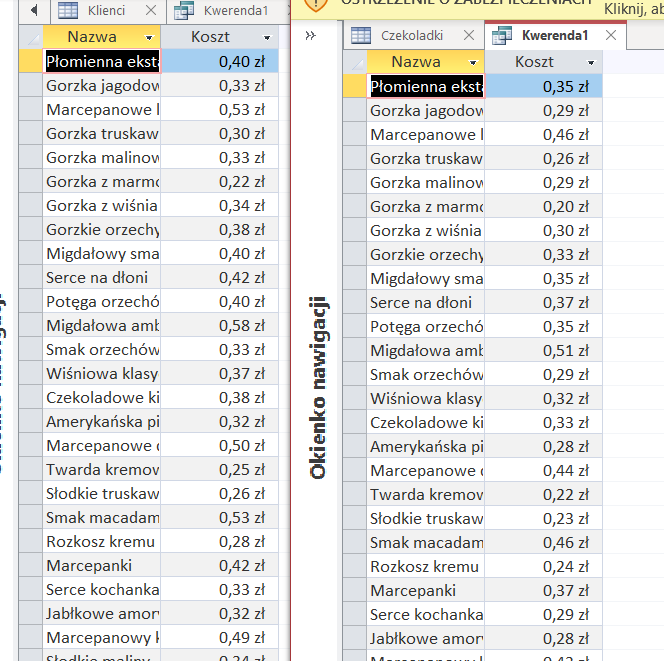 Klienci Kwerenda1
Nazwa Koszt
Płomienna ekst 0,40 zł
Gorzka jagodow 0,33 zł
Marcepanowe 0,53 zł
Gorzka truskaw 0,30 zł
Gorzka malinow 0,33 zł
Gorzka z marm 0,22 zł
Gorzka z wiśnia 0,34 zł
Gorzkie orzechy 0,38 zł
Migdałowy sma 0,40 zł
Serce na dłoni 0,42 zł
Potęga orzechó 0,40 zł
Migdałowa amb 0,58 zł
Smak orzechów 0,33 zł
Wiśniowa klasy 0,37 zł
Czekoladowe ki 0,38 zł
Amerykańska pi 0,32 zł
Marcepanowe 0,50 zł
Twarda kremow 0,25 zł
Słodkie truskaw 0,26 zł
Smak macadam 0,53 zł
Rozkosz kremu 0,28 zł
Marcepanki 0,42 zł
Serce kochanka 0,33 zł
Jabłkowe amor 0,32 zł
Marcepanowy 0,49 zł
Słodkie maliny 0,34 zł
OSTRZEŻENIE O ZABEZPIECZENIACH Kliknij, ab
Okienko nawigacji
Czekoladki Kwerenda1
Nazwa Koszt
Płomienna ekst 0,35 zł
Gorzka jagodow 0,29 zł
Marcepanowe 0,46 zł
Gorzka truskaw 0,26 zł
Gorzka malinow 0,29 zł
Gorzka z marm 0,20 zł
Gorzka z wiśnia 0,30 zł
Gorzkie orzechy 0,33 zł
Migdałowy sma 0,35 zł
Serce na dłoni 0,37 zł
Potęga orzechó 0,35 zł
Migdałowa amb 0,51 zł
Smak orzechów 0,29 zł
Wiśniowa klasy 0,32 zł
Czekoladowe ki 0,33 zł
Amerykańska pi 0,28 zł
Marcepanowe 0,44 zł
Twarda kremow 0,22 zł
Słodkie truskaw 0,23 zł
Smak macadam 0,46 zł
Rozkosz kremu 0,24 zł
Marcepanki 0,37 zł
Serce kochanka 0,29 zł
Jabłkowe amor 0,28 zł